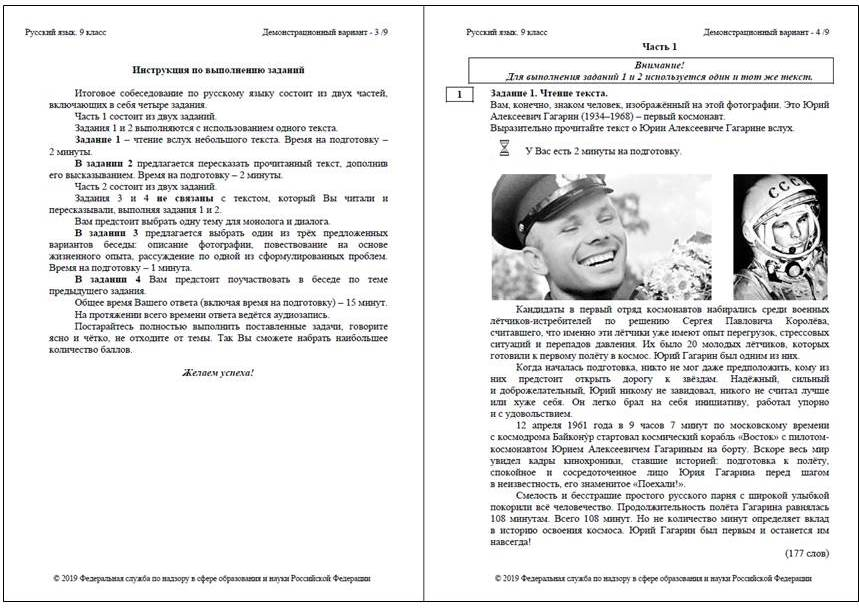 Русский язык. 9 класс
Демонстрационный вариант - 3 /9
Инструкция по выполнению заданий
Итоговое собеседование по русскому языку состоит из двух частей,
включающих в себя четыре задания.
Часть 1 состоит из двух заданий.
Задания 1 и 2 выполняются с использованием одного текста.
Задание 1 – чтение вслух небольшого текста. Время на подготовку –
2 минуты.
В задании 2 предлагается пересказать прочитанный текст, дополнив
его высказыванием. Время на подготовку – 2 минуты.
Часть 2 состоит из двух заданий.
Задания 3 и 4 не связаны с текстом, который Вы читали и
пересказывали, выполняя задания 1 и 2.
Вам предстоит выбрать одну тему для монолога и диалога.
В задании 3 предлагается выбрать один из трёх предложенных
вариантов беседы: описание фотографии, повествование на основе
жизненного опыта, рассуждение по одной из сформулированных проблем.
Время на подготовку – 1 минута.
В задании 4 Вам предстоит поучаствовать в беседе по теме
предыдущего задания.
Общее время Вашего ответа (включая время на подготовку) – 15 минут.
На протяжении всего времени ответа ведётся аудиозапись.
Постарайтесь полностью выполнить поставленные задачи, говорите
ясно и чётко, не отходите от темы. Так Вы сможете набрать наибольшее
количество баллов.
Желаем успеха!
© 2019 Федеральная служба по надзору в сфере образования и науки Российской Федерации
Русский язык. 9 класс
Демонстрационный вариант - 4 /9
Часть 1
Внимание!
Для выполнения заданий 1 и 2 используется один и тот же текст.
1
Задание 1. Чтение текста.
Вам, конечно, знаком человек, изображённый на этой фотографии. Это Юрий
Алексеевич Гагарин (1934–1968) – первый космонавт.
Выразительно прочитайте текст о Юрии Алексеевиче Гагарине вслух.
У Вас есть 2 минуты на подготовку.
СССР
Кандидаты в первый отряд космонавтов набирались среди военных
лётчиков-истребителей по решению Сергея Павловича Королёва,
считавшего, что именно эти лётчики уже имеют опыт перегрузок, стрессовых
ситуаций и перепадов давления. Их было 20 молодых лётчиков, которых
готовили к первому полёту в космос. Юрий Гагарин был одним из них.
Когда началась подготовка, никто не мог даже предположить, кому из
них предстоит открыть дорогу к звёздам. Надёжный, сильный
и доброжелательный, Юрий никому не завидовал, никого не считал лучше
или хуже себя. Он легко брал на себя инициативу, работал упорно
и с удовольствием.
12 апреля 1961 года в 9 часов 7 минут по московскому времени
с космодрома Байкону́р стартовал космический корабль «Восток» с пилотом-
космонавтом Юрием Алексеевичем Гагариным на борту. Вскоре весь мир
увидел кадры кинохроники, ставшие историей: подготовка к полёту,
спокойное и сосредоточенное лицо Юрия Гагарина перед шагом
в неизвестность, его знаменитое «Поехали!».
Смелость и бесстрашие простого русского парня с широкой улыбкой
покорили всё человечество. Продолжительность полёта Гагарина равнялась
108 минутам. Всего 108 минут. Но не количество минут определяет вклад
в историю освоения космоса. Юрий Гагарин был первым и останется им
навсегда!
(177 слов)
© 2019 Федеральная служба по надзору в сфере образования и науки Российской Федерации